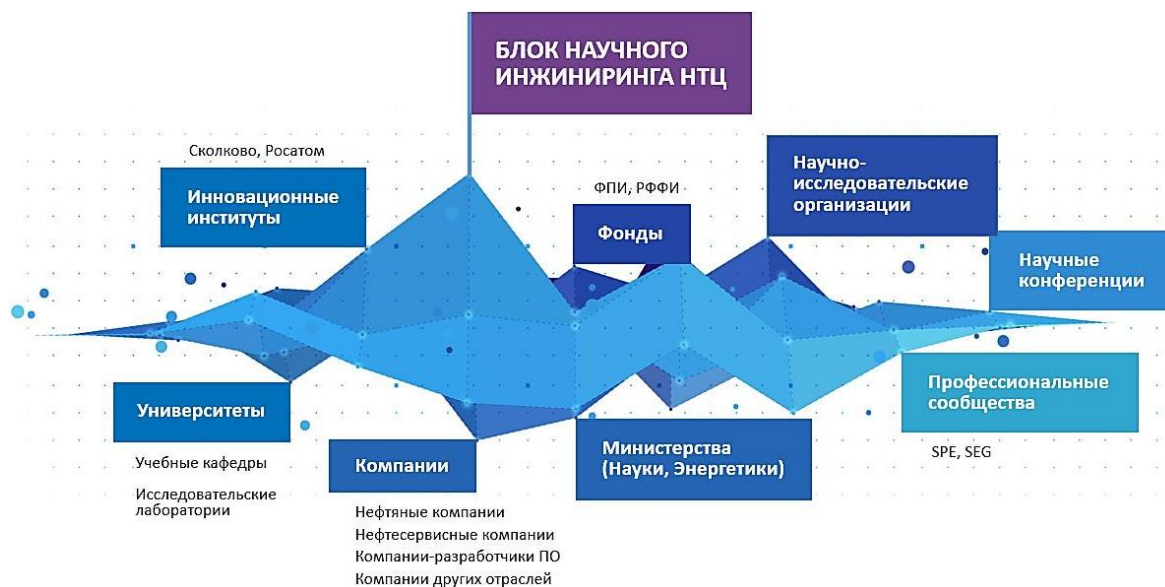 БЛОК НАУЧНОГО
ИНЖИНИРИНГА НТЦ
Сколково, Росатом
Инновационные
институты
ФПИ, РФФИ
Фонды
Научно-
исследовательские
организации
Научные
конференции
Университеты
Учебные кафедры
Исследовательские
лаборатории
Компании
Нефтяные компании
Нефтесервисные компании
Компании-разработчики ПО
Компании других отраслей
Министерства
(Науки, Энергетики)
Профессиональные
сообщества
SPE, SEG